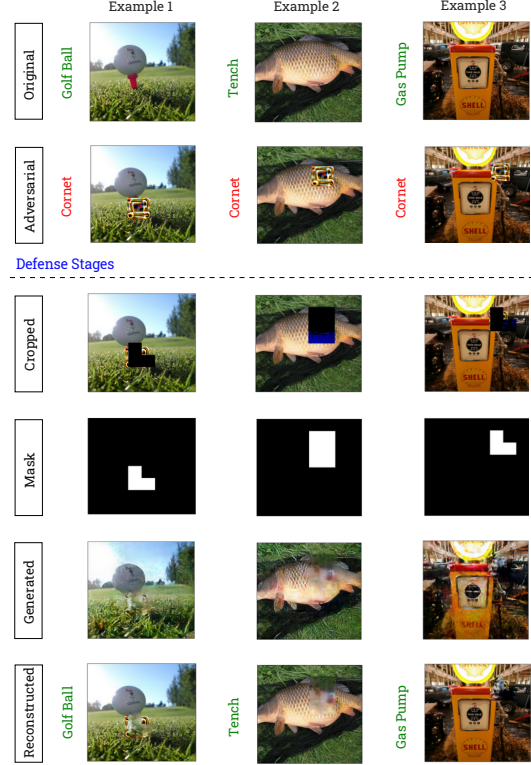 Example 1
Example 2
Example 3
Original
Golf Ball
Tench
Gas Pump
SHELL
Adversarial
Cornet
Cornet
Cornet
SHELL
Defense Stages
Cropped
SHELL
Mask
Generated
Reconstructed
Golf Ball
Tench
Gas Pump
SHELL